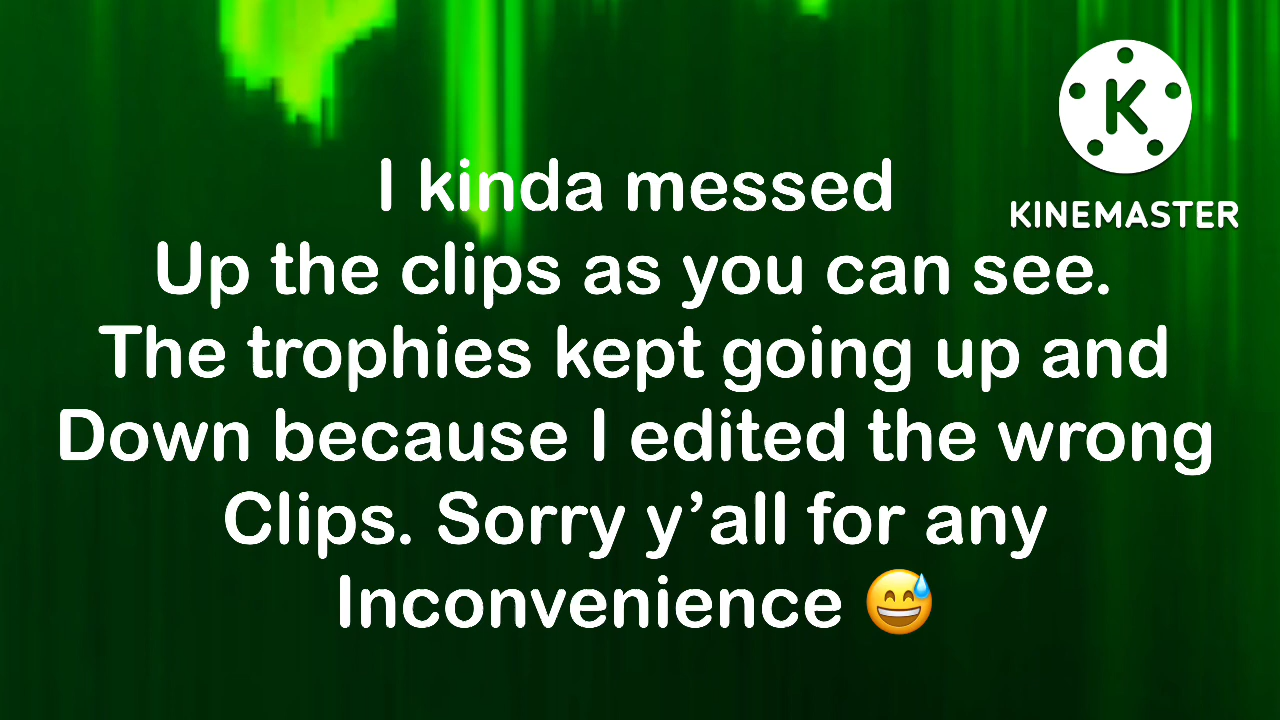 K
KINEMASTER
I kinda messed
Up the clips as you can see.
The trophies kept going up and
Down because I edited the wrong
Clips. Sorry y’all for any
Inconvenience 😅